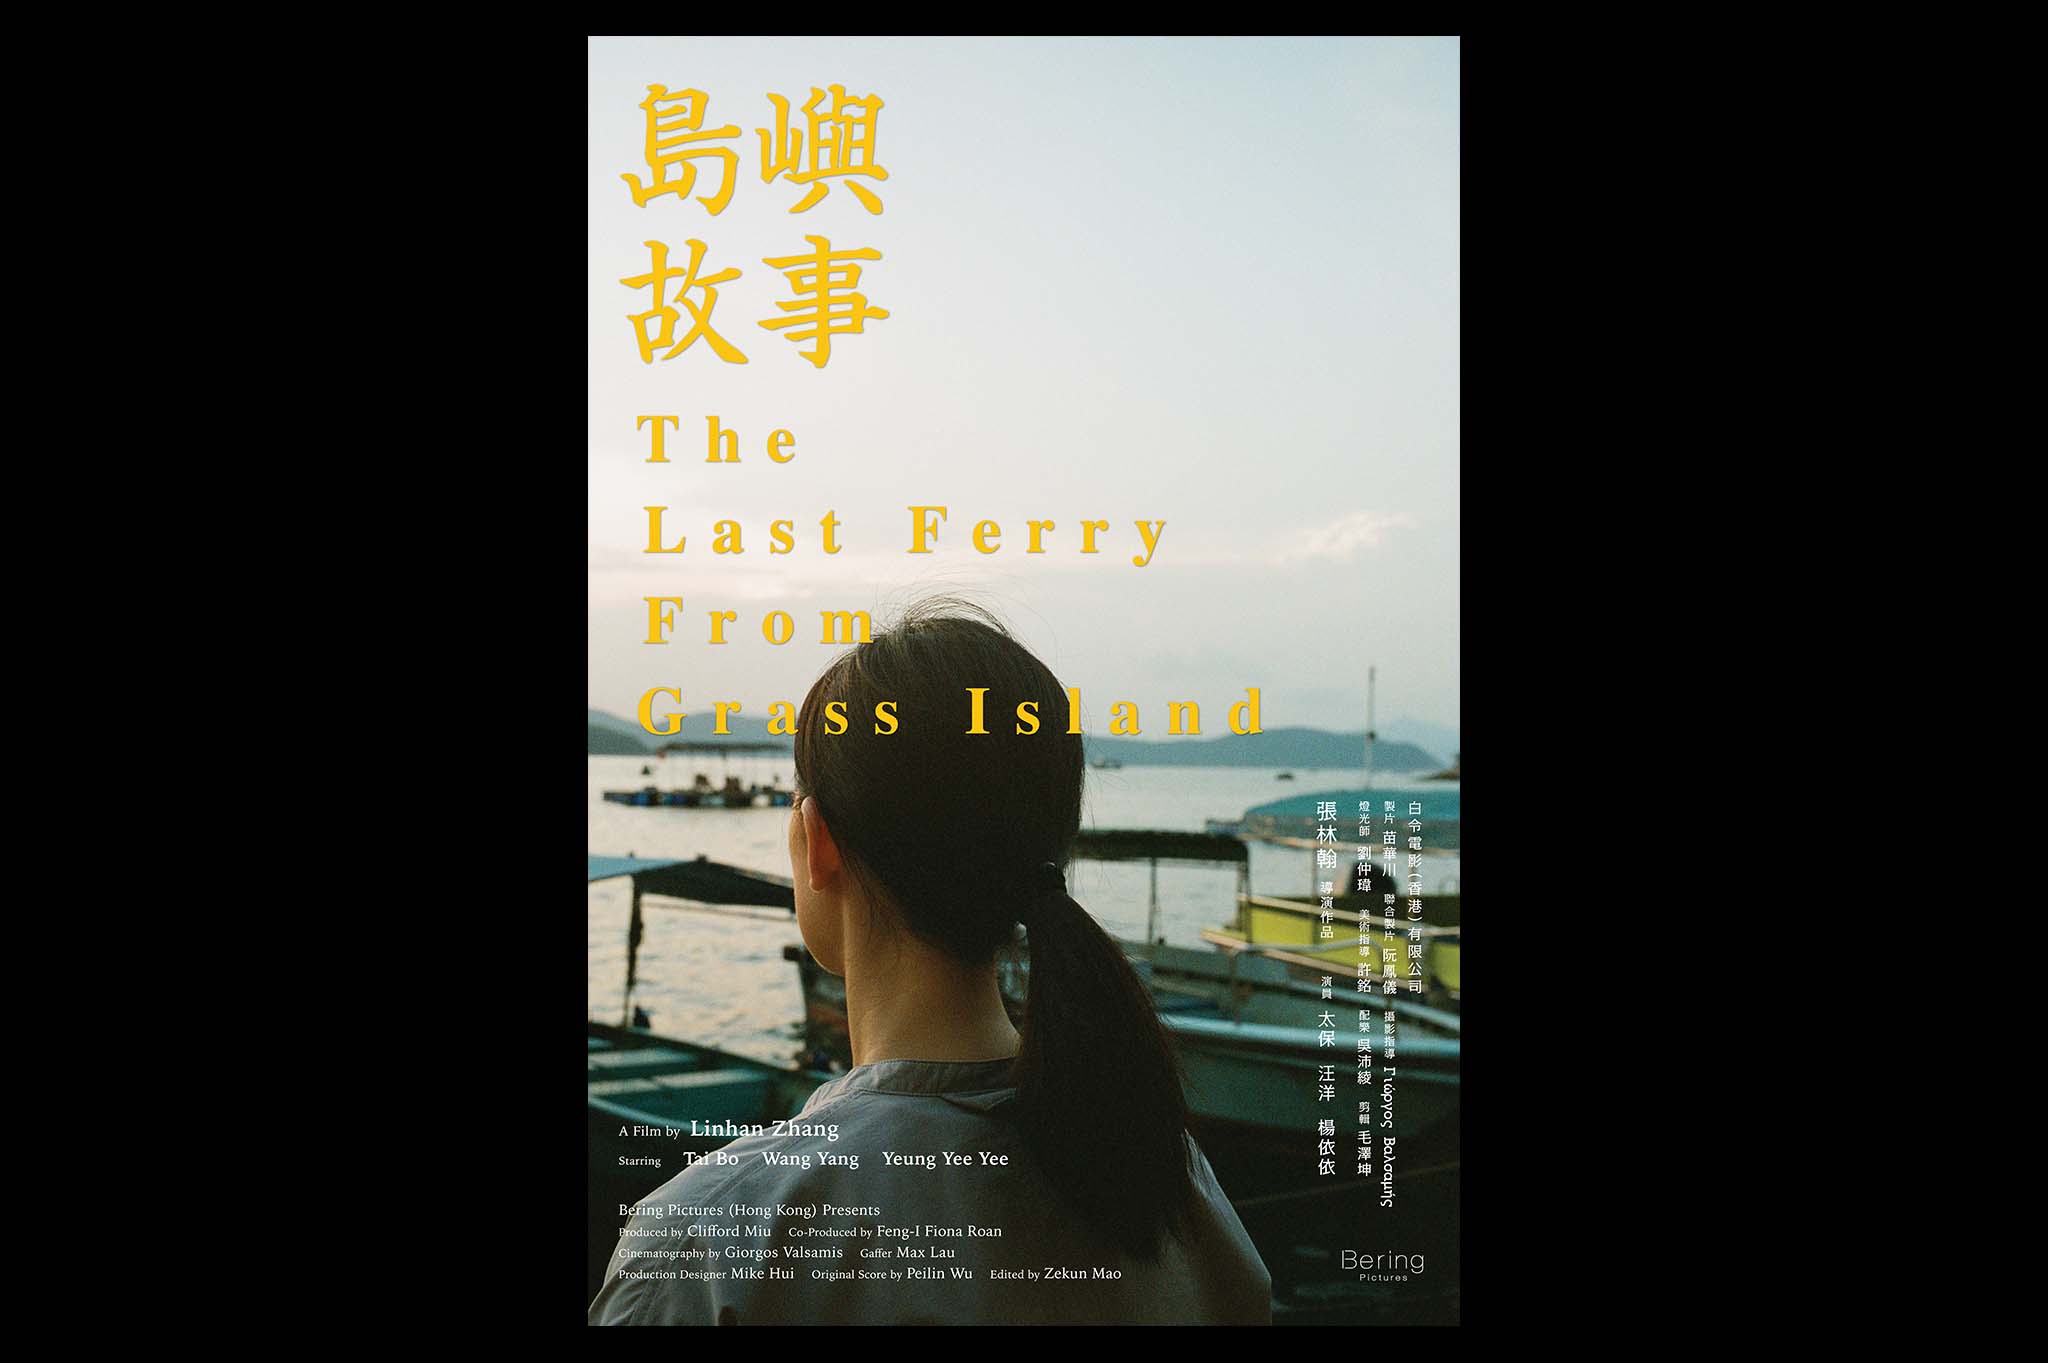 島嶼
故事
The
Last Ferry
From
Grass Island
白令電影(香港)有限公司
製片 苗華川 聯合製片 阮鳳儀 攝影指導 Γιώργος Βαλσαμής
燈光師 劉仲瑋 美術指導 許銘 配樂 吳沛綾 剪輯 毛澤坤
張林翰 導演作品 演員 太保 汪洋 楊依依
A Film by Linhan Zhang
Starring Tai Bo Wang Yang Yeung Yee Yee
Bering Pictures (Hong Kong) Presents
Produced by Clifford Miu Co-Produced by Feng-I Fiona Roan
Cinematography by Giorgos Valsamis Gaffer Max Lau
Production Designer Mike Hui Original Score by Peilin Wu Edited by Zekun Mao
Bering
Pictures